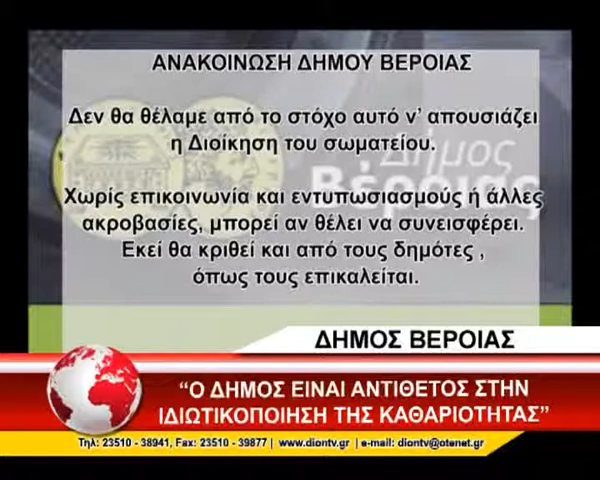 ΑΝΑΚΟΙΝΩΣΗ ΔΗΜΟΥ ΒΕΡΟΙΑΣ
Δεν θα θέλαμε από το στόχο αυτό ν' απουσιάζει
η Διοίκηση του σωματείου.
Δήμος
Βέροιας
Χωρίς επικοινωνία και εντυπωσιασμούς ή άλλες
ακροβασίες, μπορεί αν θέλει να συνεισφέρει.
Εκεί θα κριθεί και από τους δημότες ,
όπως τους επικαλείται.
ΔΗΜΟΣ ΒΕΡΟΙΑΣ
“Ο ΔΗΜΟΣ ΕΙΝΑΙ ΑΝΤΙΘΕΤΟΣ ΣΤΗΝ
ΙΔΙΩΤΙΚΟΠΟΙΗΣΗ ΤΗΣ ΚΑΘΑΡΙΟΤΗΤΑΣ”
Τηλ: 23510 - 38941, Fax: 23510 - 39877 | www.diontv.gr | e-mail: diontv@otenet.gr